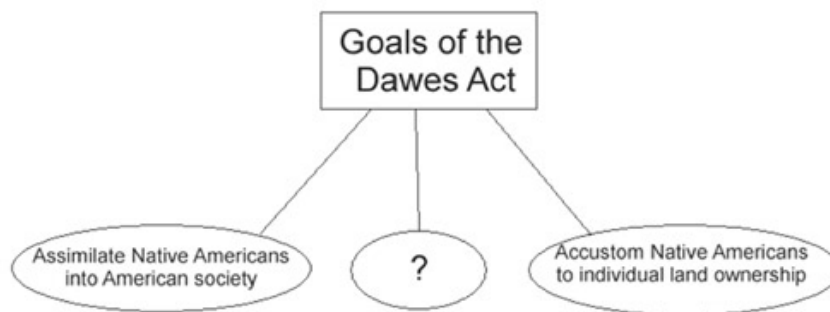 Goals of the
Dawes Act
Assimilate Native Americans
into American society
?
Accustom Native Americans
to individual land ownership